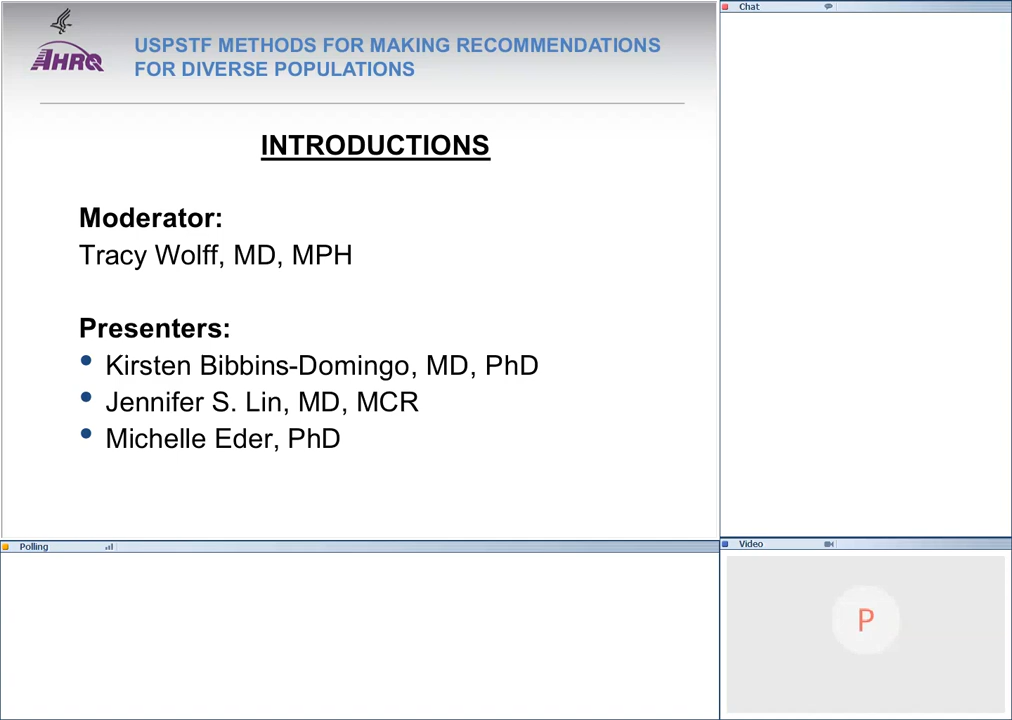 AHRQ
USPSTF METHODS FOR MAKING RECOMMENDATIONS
FOR DIVERSE POPULATIONS
INTRODUCTIONS
Moderator:
Tracy Wolff, MD, MPH
Presenters:
• Kirsten Bibbins-Domingo, MD, PhD
• Jennifer S. Lin, MD, MCR
• Michelle Eder, PhD
Chat
Polling
Video
P